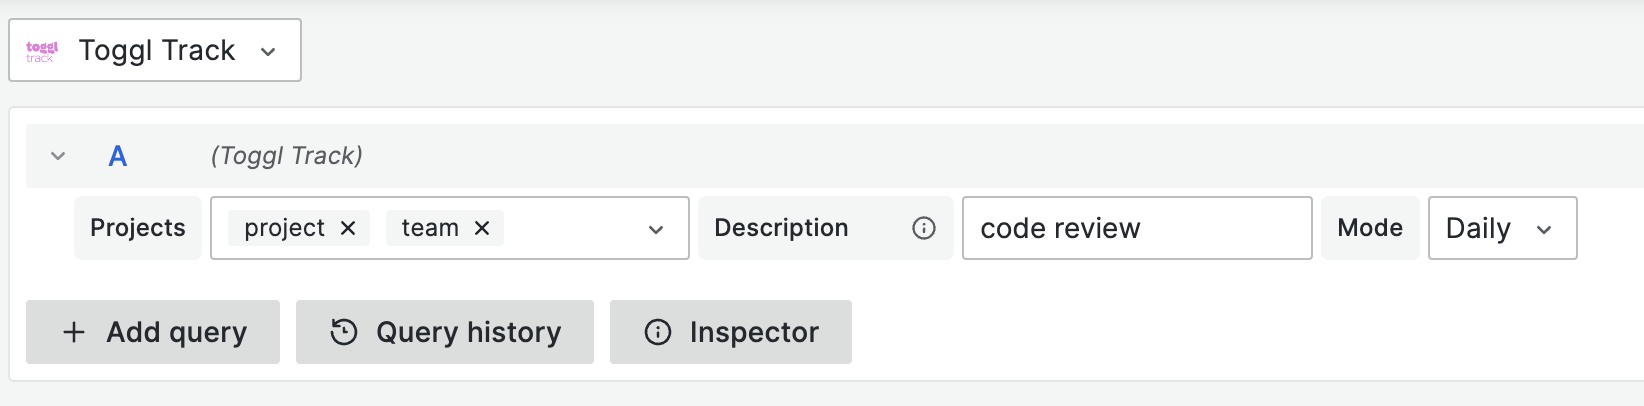 toggl
track
Toggl Track
A (Toggl Track)
Projects project team Description code review Mode Daily
Add query Query history Inspector